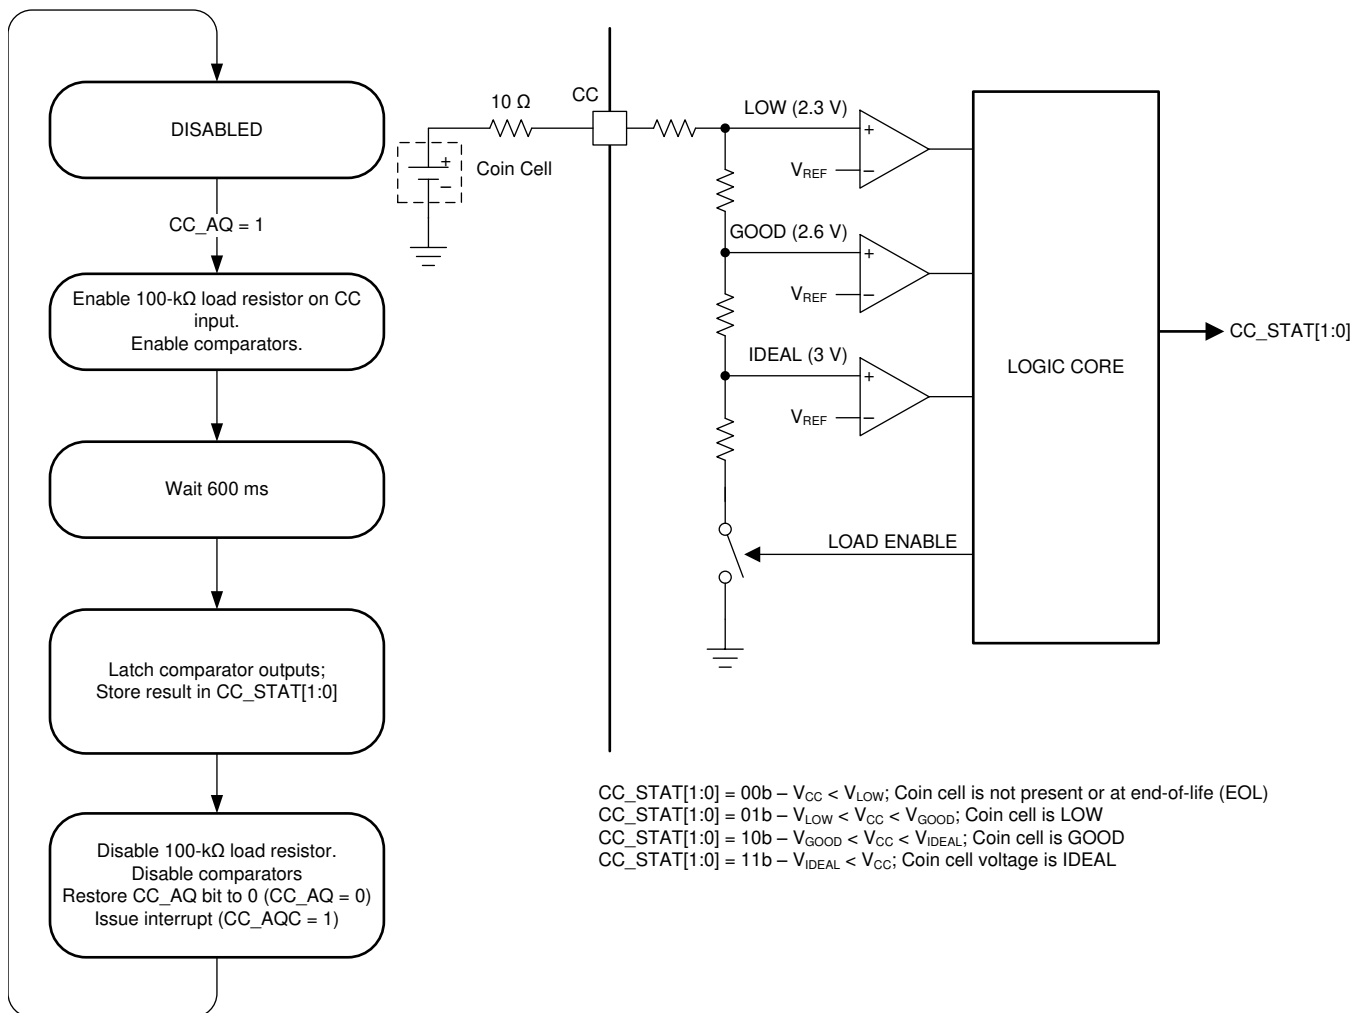 DISABLED
CC_AQ = 1
Enable 100-kΩ load resistor on CC
input.
Enable comparators.
Wait 600 ms
Latch comparator outputs;
Store result in CC_STAT[1:0]
Disable 100-kΩ load resistor.
Disable comparators
Restore CC_AQ bit to 0 (CC_AQ = 0)
Issue interrupt (CC_AQC = 1)
10 Ω
CC
+
−
Coin Cell
LOW (2.3 V)
+
VREF
−
GOOD (2.6 V)
+
VREF
−
IDEAL (3 V)
+
VREF
−
LOAD ENABLE
LOGIC CORE
CC_STAT[1:0]
CC_STAT[1:0] = 00b – VCC < VLOW; Coin cell is not present or at end-of-life (EOL)
CC_STAT[1:0] = 01b – VLOW < VCC < VGOOD; Coin cell is LOW
CC_STAT[1:0] = 10b – VGOOD < VCC < VIDEAL; Coin cell is GOOD
CC_STAT[1:0] = 11b – VIDEAL < VCC; Coin cell voltage is IDEAL